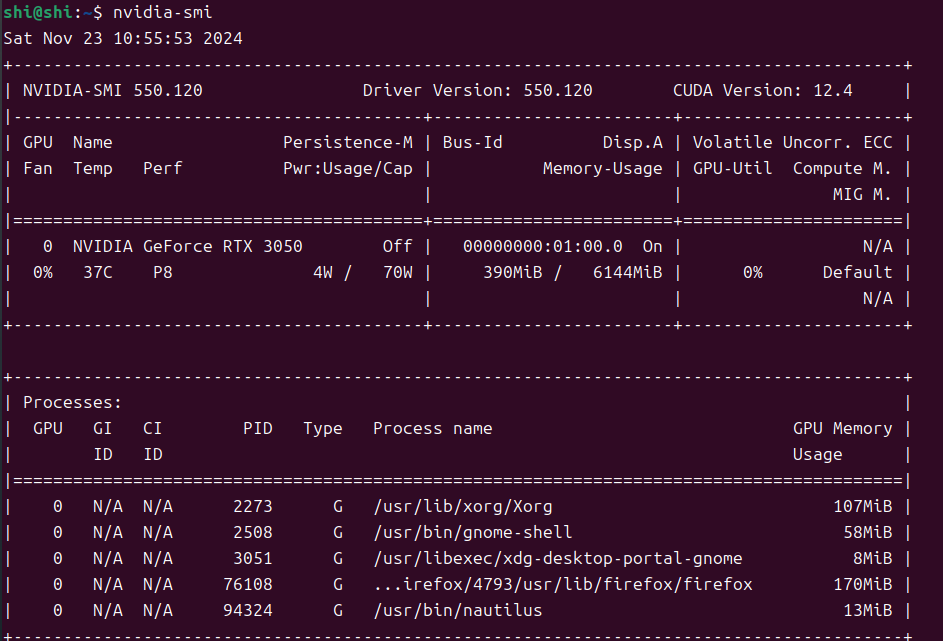 shi@shi:~$ nvidia-smi
Sat Nov 23 10:55:53 2024
+-----------------------------------------------------------------------------------------+
| NVIDIA-SMI 550.120                Driver Version: 550.120        CUDA Version: 12.4     |
|-----------------------------------------+------------------------+----------------------+
| GPU  Name                 Persistence-M | Bus-Id          Disp.A | Volatile Uncorr. ECC |
| Fan  Temp   Perf          Pwr:Usage/Cap |           Memory-Usage | GPU-Util  Compute M. |
|                                         |                        |               MIG M. |
|=========================================+========================+======================|
|   0  NVIDIA GeForce RTX 3050        Off |   00000000:01:00.0  On |                  N/A |
|  0%   37C    P8              4W /   70W |     390MiB /   6144MiB |      0%      Default |
|                                         |                        |                  N/A |
+-----------------------------------------+------------------------+----------------------+
+-----------------------------------------------------------------------------------------+
| Processes:                                                                              |
|  GPU   GI   CI        PID   Type   Process name                              GPU Memory |
|        ID   ID                                                               Usage      |
|=========================================================================================|
|    0   N/A  N/A      2273      G   /usr/lib/xorg/Xorg                            107MiB |
|    0   N/A  N/A      2508      G   /usr/bin/gnome-shell                           58MiB |
|    0   N/A  N/A      3051      G   /usr/libexec/xdg-desktop-portal-gnome           8MiB |
|    0   N/A  N/A     76108      G   ...irefox/4793/usr/lib/firefox/firefox        170MiB |
|    0   N/A  N/A     94324      G   /usr/bin/nautilus                              13MiB |
+-----------------------------------------------------------------------------------------+